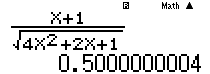 R Math ▲
X+1
√4X²+2X+1
0.5000000004